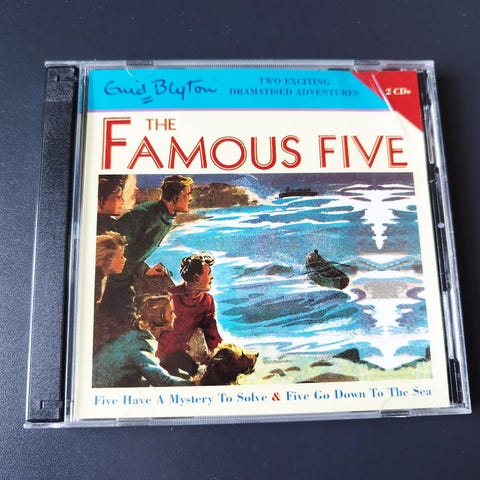 Enid Blyton
TWO EXCITING
DRAMATISED ADVENTURES
2 CDs
THE
FAMOUS FIVE
Five Have A Mystery To Solve & Five Go Down To The Sea